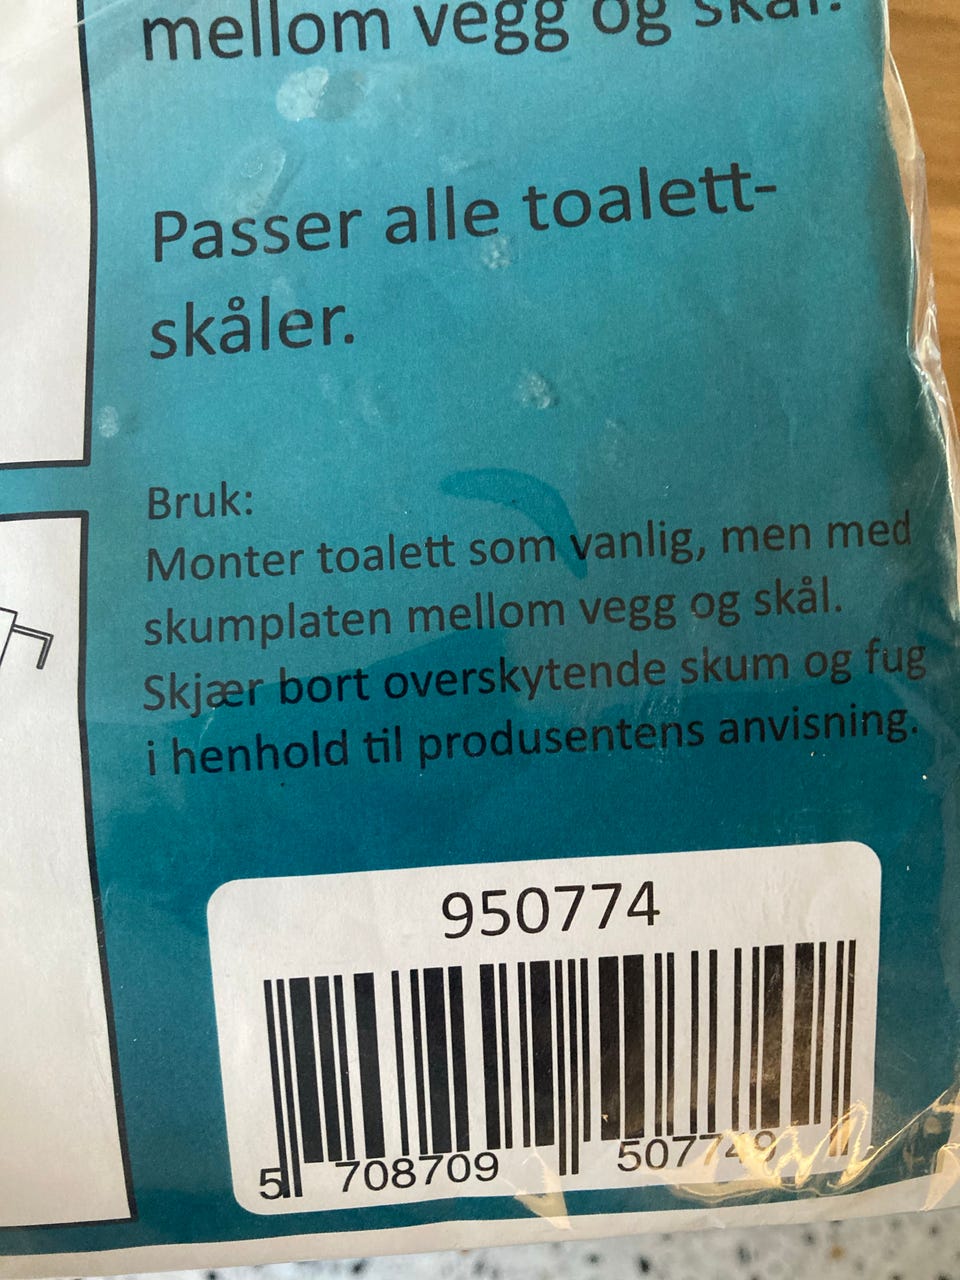 mellom vegg og skål.
Passer alle toalett-
skåler.
Bruk:
Monter toalett som vanlig, men med
skumplaten mellom vegg og skål.
Skjær bort overskytende skum og fug
i henhold til produsentens anvisning.
950774
5 708709 507749